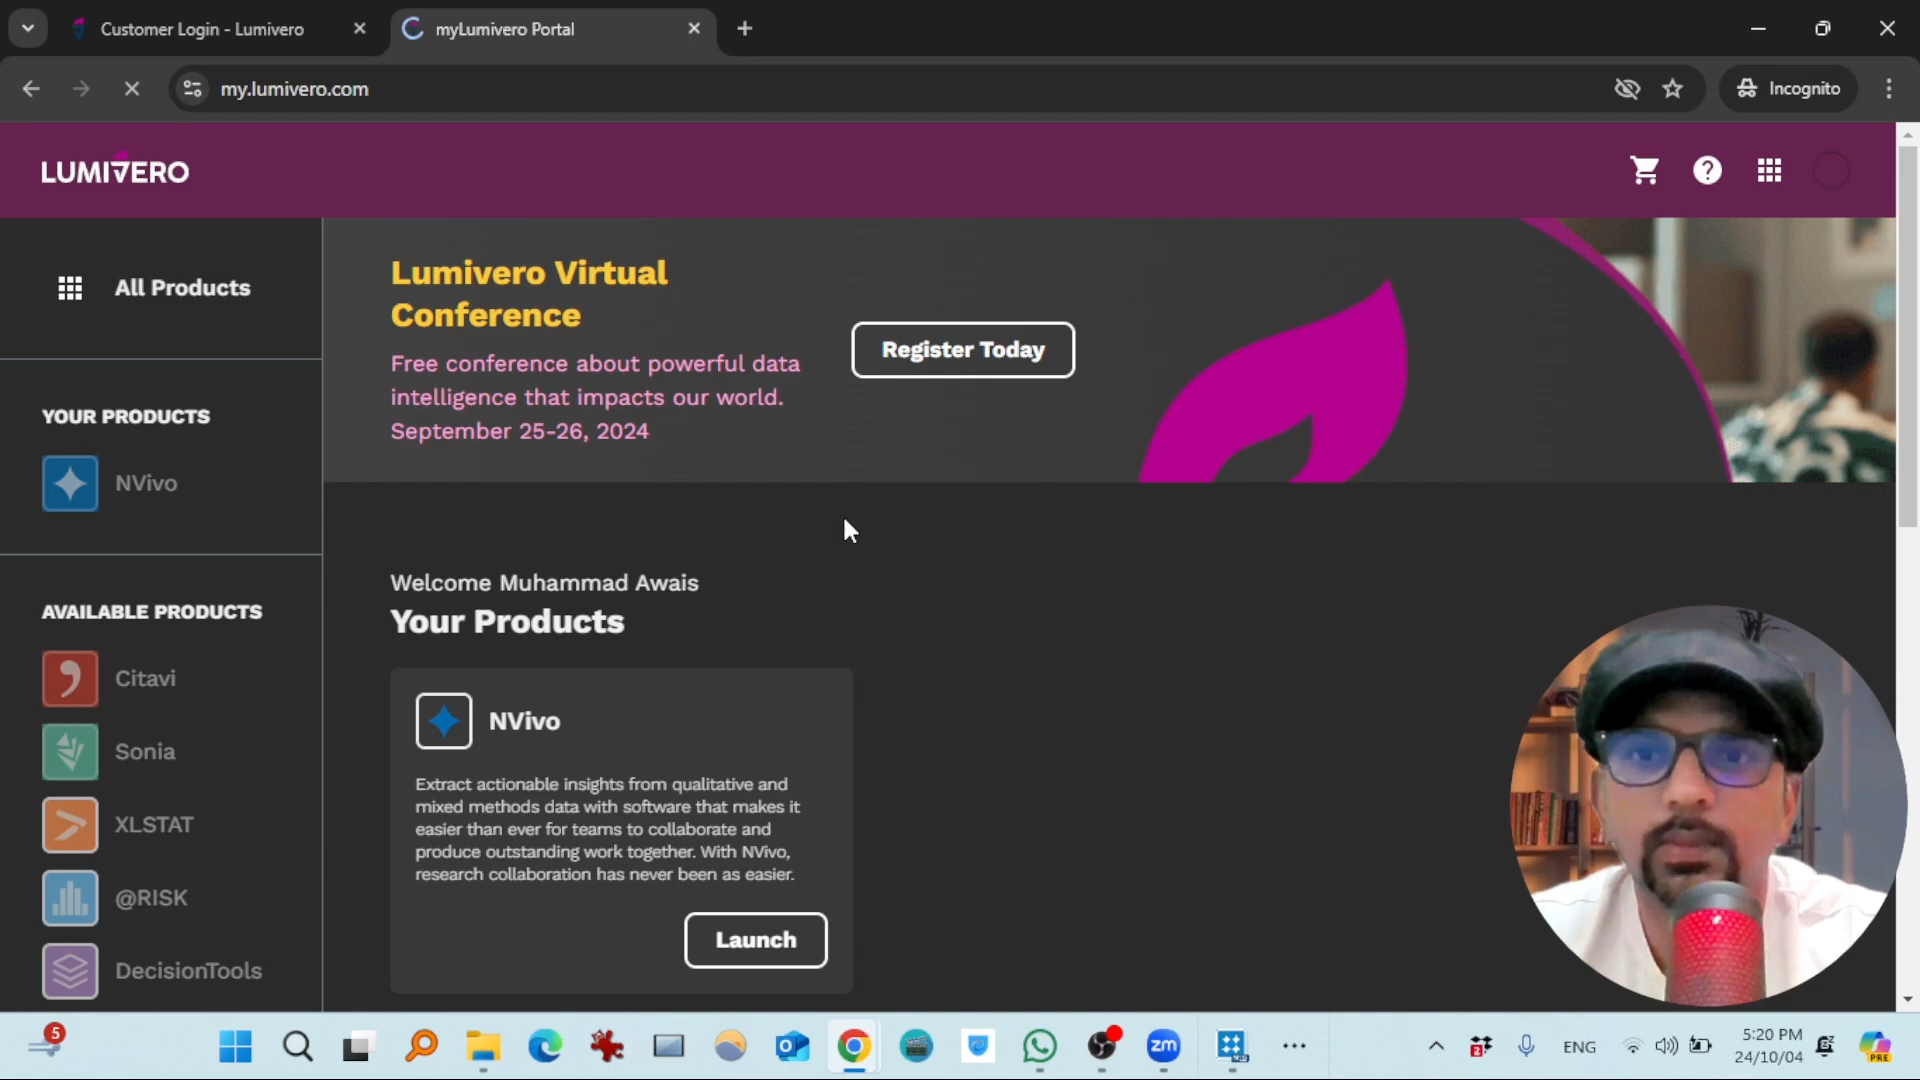 Customer Login - Lumivero
myLumivero Portal
my.lumivero.com
Incognito
LUMIVERO
All Products
YOUR PRODUCTS
NVivo
AVAILABLE PRODUCTS
Citavi
Sonia
XLSTAT
@RISK
DecisionTools
Lumivero Virtual
Conference
Free conference about powerful data
intelligence that impacts our world.
September 25-26, 2024
Register Today
Welcome Muhammad Awais
Your Products
NVivo
Extract actionable insights from qualitative and
mixed methods data with software that makes it
easier than ever for teams to collaborate and
produce outstanding work together. With NVivo,
research collaboration has never been as easier.
Launch
5
zm
2
ENG
5:20 PM
24/10/04
PRE